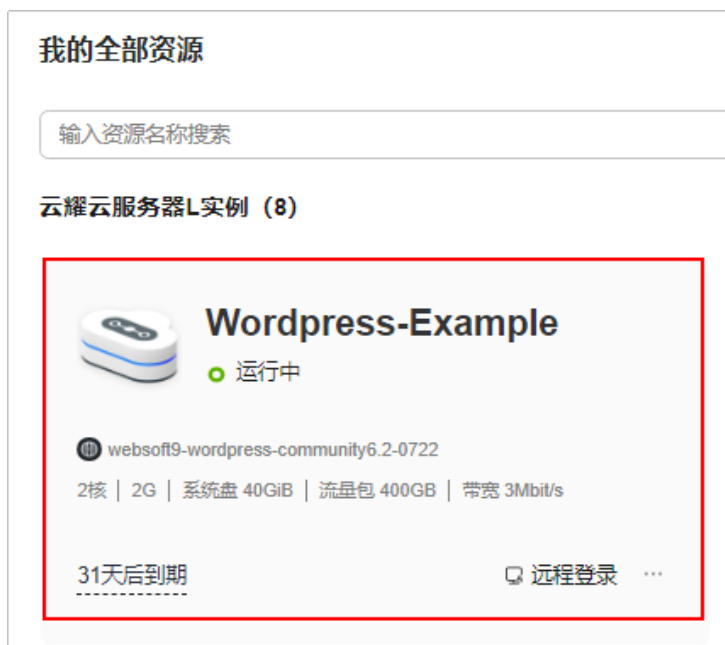 我的全部资源
输入资源名称搜索
云耀云服务器L实例（8）
Wordpress-Example
运行中
websoft9-wordpress-community6.2-0722
2核 | 2G | 系统盘 40GiB | 流量包 400GB | 带宽 3Mbit/s
31天后到期 远程登录 ···